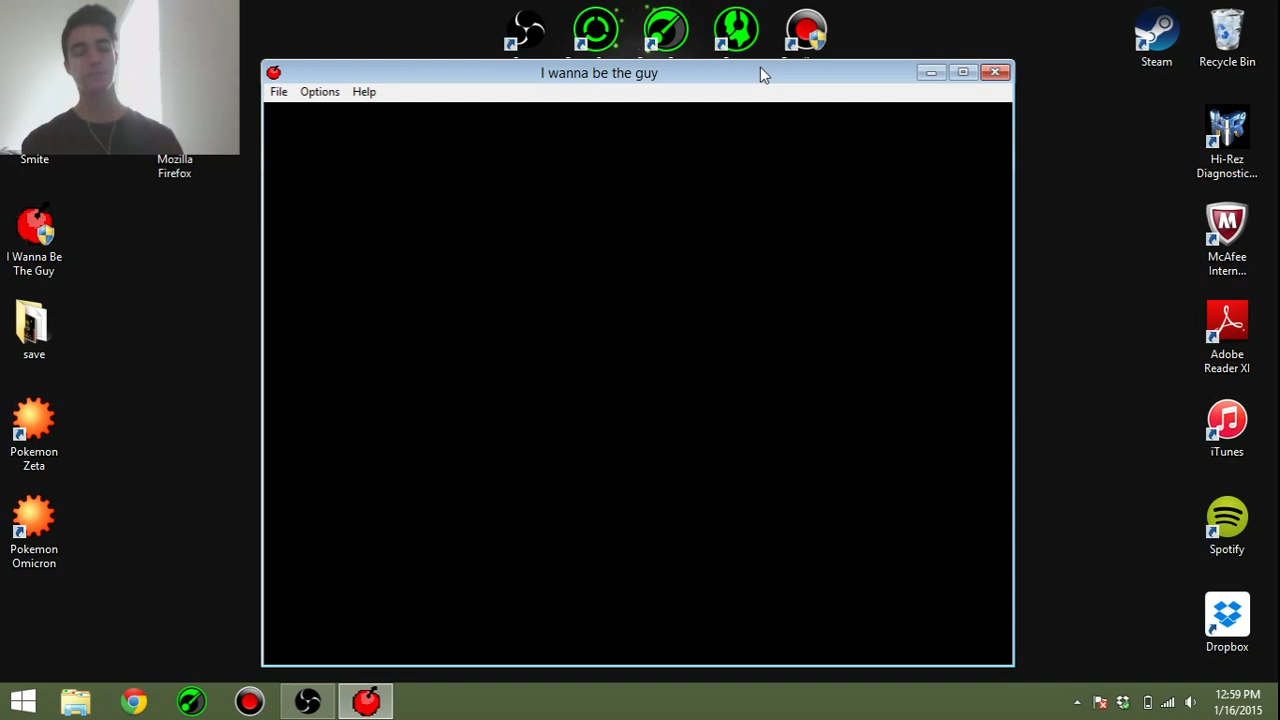 Steam
Recycle Bin
I wanna be the guy
File Options Help
Smite
Mozilla
Firefox
Hi-Rez
Diagnostic...
I Wanna Be
The Guy
McAfee
Intern...
save
Adobe
Reader XI
Pokemon
Zeta
iTunes
Pokemon
Omicron
Spotify
Dropbox
12:59 PM
1/16/2015